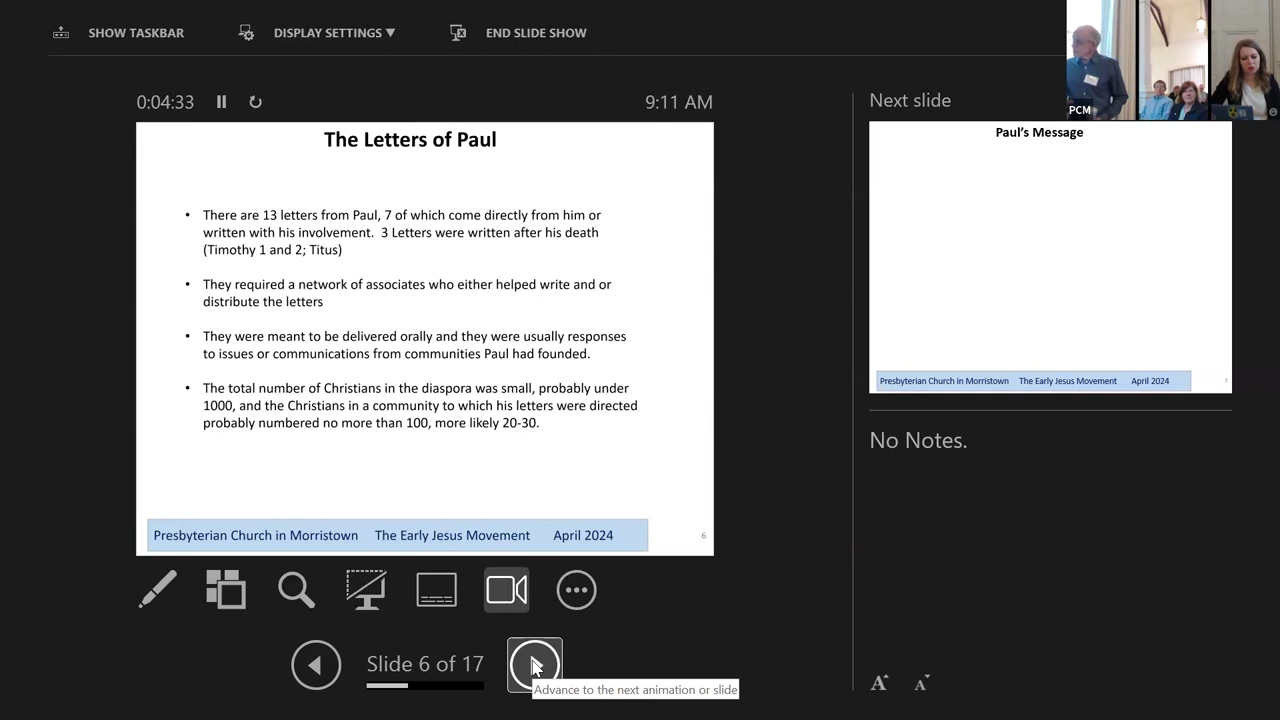 SHOW TASKBAR
DISPLAY SETTINGS ▼
END SLIDE SHOW
PCM
0:04:33
9:11 AM
Next slide
The Letters of Paul
• There are 13 letters from Paul, 7 of which come directly from him or
written with his involvement. 3 Letters were written after his death
(Timothy 1 and 2; Titus)
• They required a network of associates who either helped write and or
distribute the letters
• They were meant to be delivered orally and they were usually responses
to issues or communications from communities Paul had founded.
• The total number of Christians in the diaspora was small, probably under
1000, and the Christians in a community to which his letters were directed
probably numbered no more than 100, more likely 20-30.
Presbyterian Church in Morristown The Early Jesus Movement April 2024
6
Paul's Message
Presbyterian Church in Morristown The Early Jesus Movement April 2024
7
No Notes.
Slide 6 of 17
Advance to the next animation or slide
A A